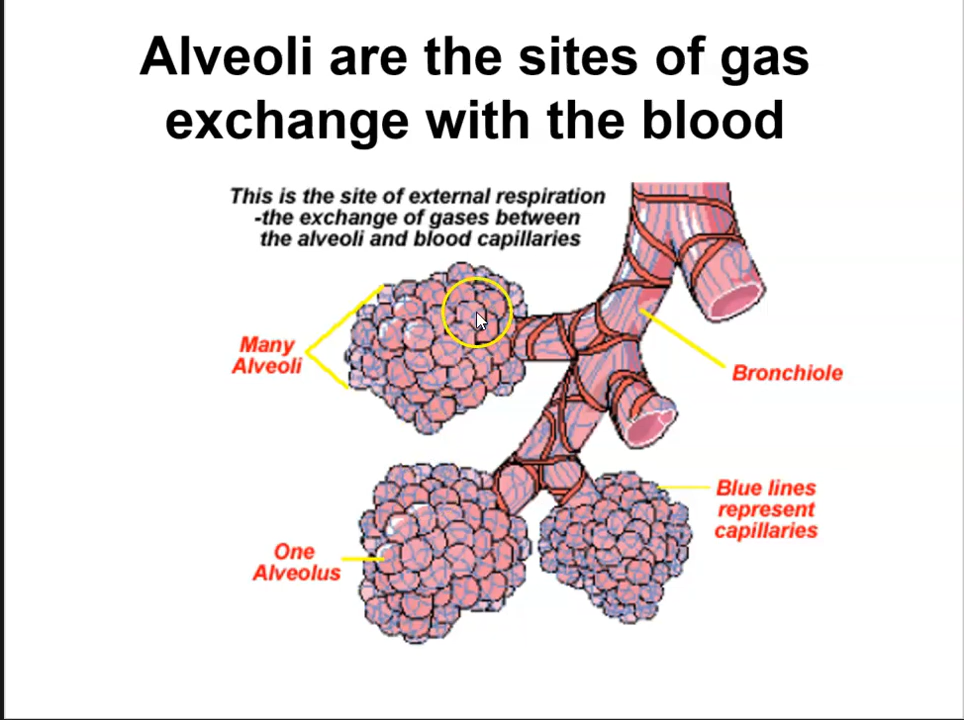 Alveoli are the sites of gas
exchange with the blood
This is the site of external respiration
-the exchange of gases between
the alveoli and blood capillaries
Many
Alveoli
Bronchiole
Blue lines
represent
capillaries
One
Alveolus